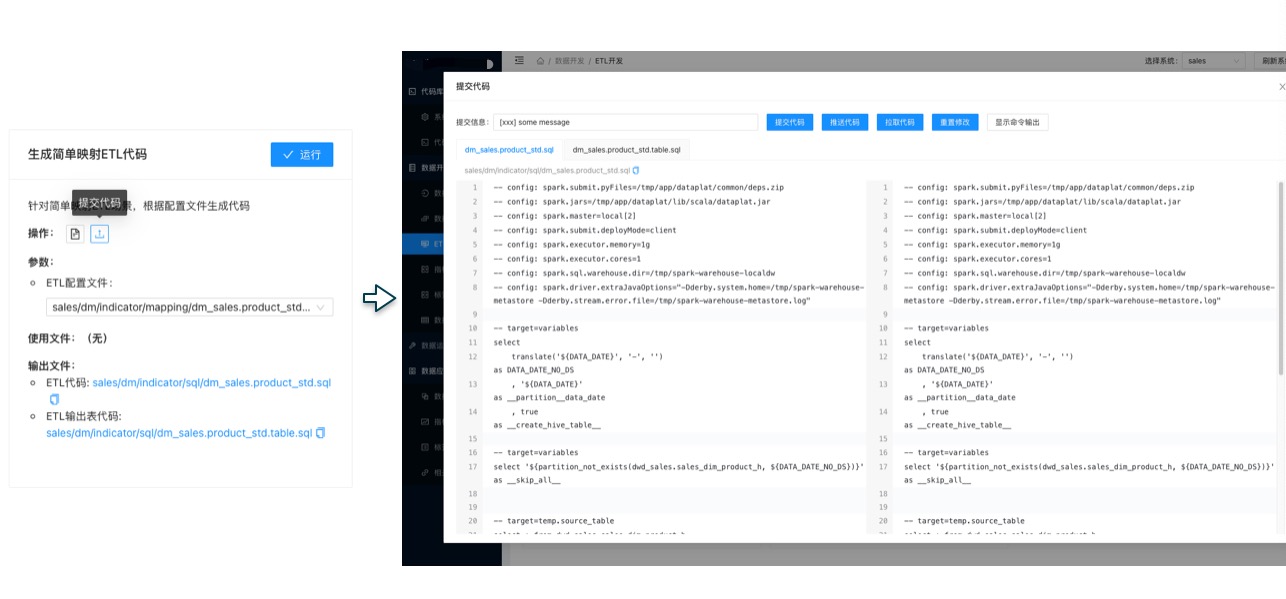 生成简单映射ETL代码
运行
提交代码
针对简单 景，根据配置文件生成代码
操作：
参数：
ETL配置文件：
sales/dm/indicator/mapping/dm_sales.product_std...
使用文件：（无）
输出文件：
ETL代码: sales/dm/indicator/sql/dm_sales.product_std.sql
ETL输出表代码:
sales/dm/indicator/sql/dm_sales.product_std.table.sql
/ 数据开发 / ETL开发
选择系统: sales
刷新系
代码库
系
代
数据开
数
数
ET
指
标
数
数据访
数据应
数
指
标
相
提交代码
提交信息: [xxx] some message
提交代码 推送代码 拉取代码 重置修改 显示命令输出
dm_sales.product_std.sql dm_sales.product_std.table.sql
sales/dm/indicator/sql/dm_sales.product_std.sql
1 -- config: spark.submit.pyFiles=/tmp/app/dataplat/common/deps.zip
2 -- config: spark.jars=/tmp/app/dataplat/lib/scala/dataplat.jar
3 -- config: spark.master=local[2]
4 -- config: spark.submit.deployMode=client
5 -- config: spark.executor.memory=1g
6 -- config: spark.executor.cores=1
7 -- config: spark.sql.warehouse.dir=/tmp/spark-warehouse-localdw
8 -- config: spark.driver.extraJavaOptions="-Dderby.system.home=/tmp/spark-warehouse-
metastore -Dderby.stream.error.file=/tmp/spark-warehouse-metastore.log"
9
10 -- target=variables
11 select
12 translate('${DATA_DATE}', '-', '')
as DATA_DATE_NO_DS
13 , '${DATA_DATE}'
as __partition__data_date
14 , true
as __create_hive_table__
15
16 -- target=variables
17 select '${partition_not_exists(dwd_sales.sales_dim_product_h, ${DATA_DATE_NO_DS})}'
as __skip_all__
18
19
20 -- target=temp.source_table
1 -- config: spark.submit.pyFiles=/tmp/app/dataplat/common/deps.zip
2 -- config: spark.jars=/tmp/app/dataplat/lib/scala/dataplat.jar
3 -- config: spark.master=local[2]
4 -- config: spark.submit.deployMode=client
5 -- config: spark.executor.memory=1g
6 -- config: spark.executor.cores=1
7 -- config: spark.sql.warehouse.dir=/tmp/spark-warehouse-localdw
8 -- config: spark.driver.extraJavaOptions="-Dderby.system.home=/tmp/spark-warehouse-
metastore -Dderby.stream.error.file=/tmp/spark-warehouse-metastore.log"
9
10 -- target=variables
11 select
12 translate('${DATA_DATE}', '-', '')
as DATA_DATE_NO_DS
13 , '${DATA_DATE}'
as __partition__data_date
14 , true
as __create_hive_table__
15
16 -- target=variables
17 select '${partition_not_exists(dwd_sales.sales_dim_product_h, ${DATA_DATE_NO_DS})}'
as __skip_all__
18
19
20 -- target=temp.source_table